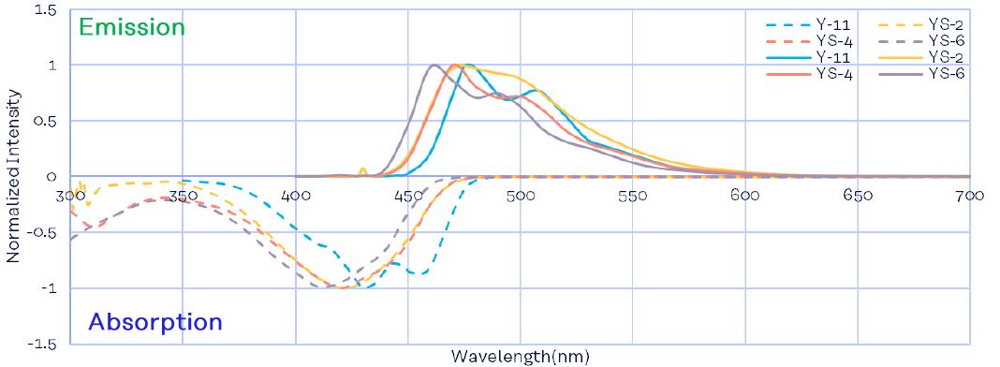 1.5
Emission
Y-11 YS-2
YS-4 YS-6
Y-11 YS-2
YS-4 YS-6
1
0.5
0
300 350 400 450 500 550 600 650 700
-0.5
-1
-1.5
Absorption
Normalized Intensity
Wavelength(nm)